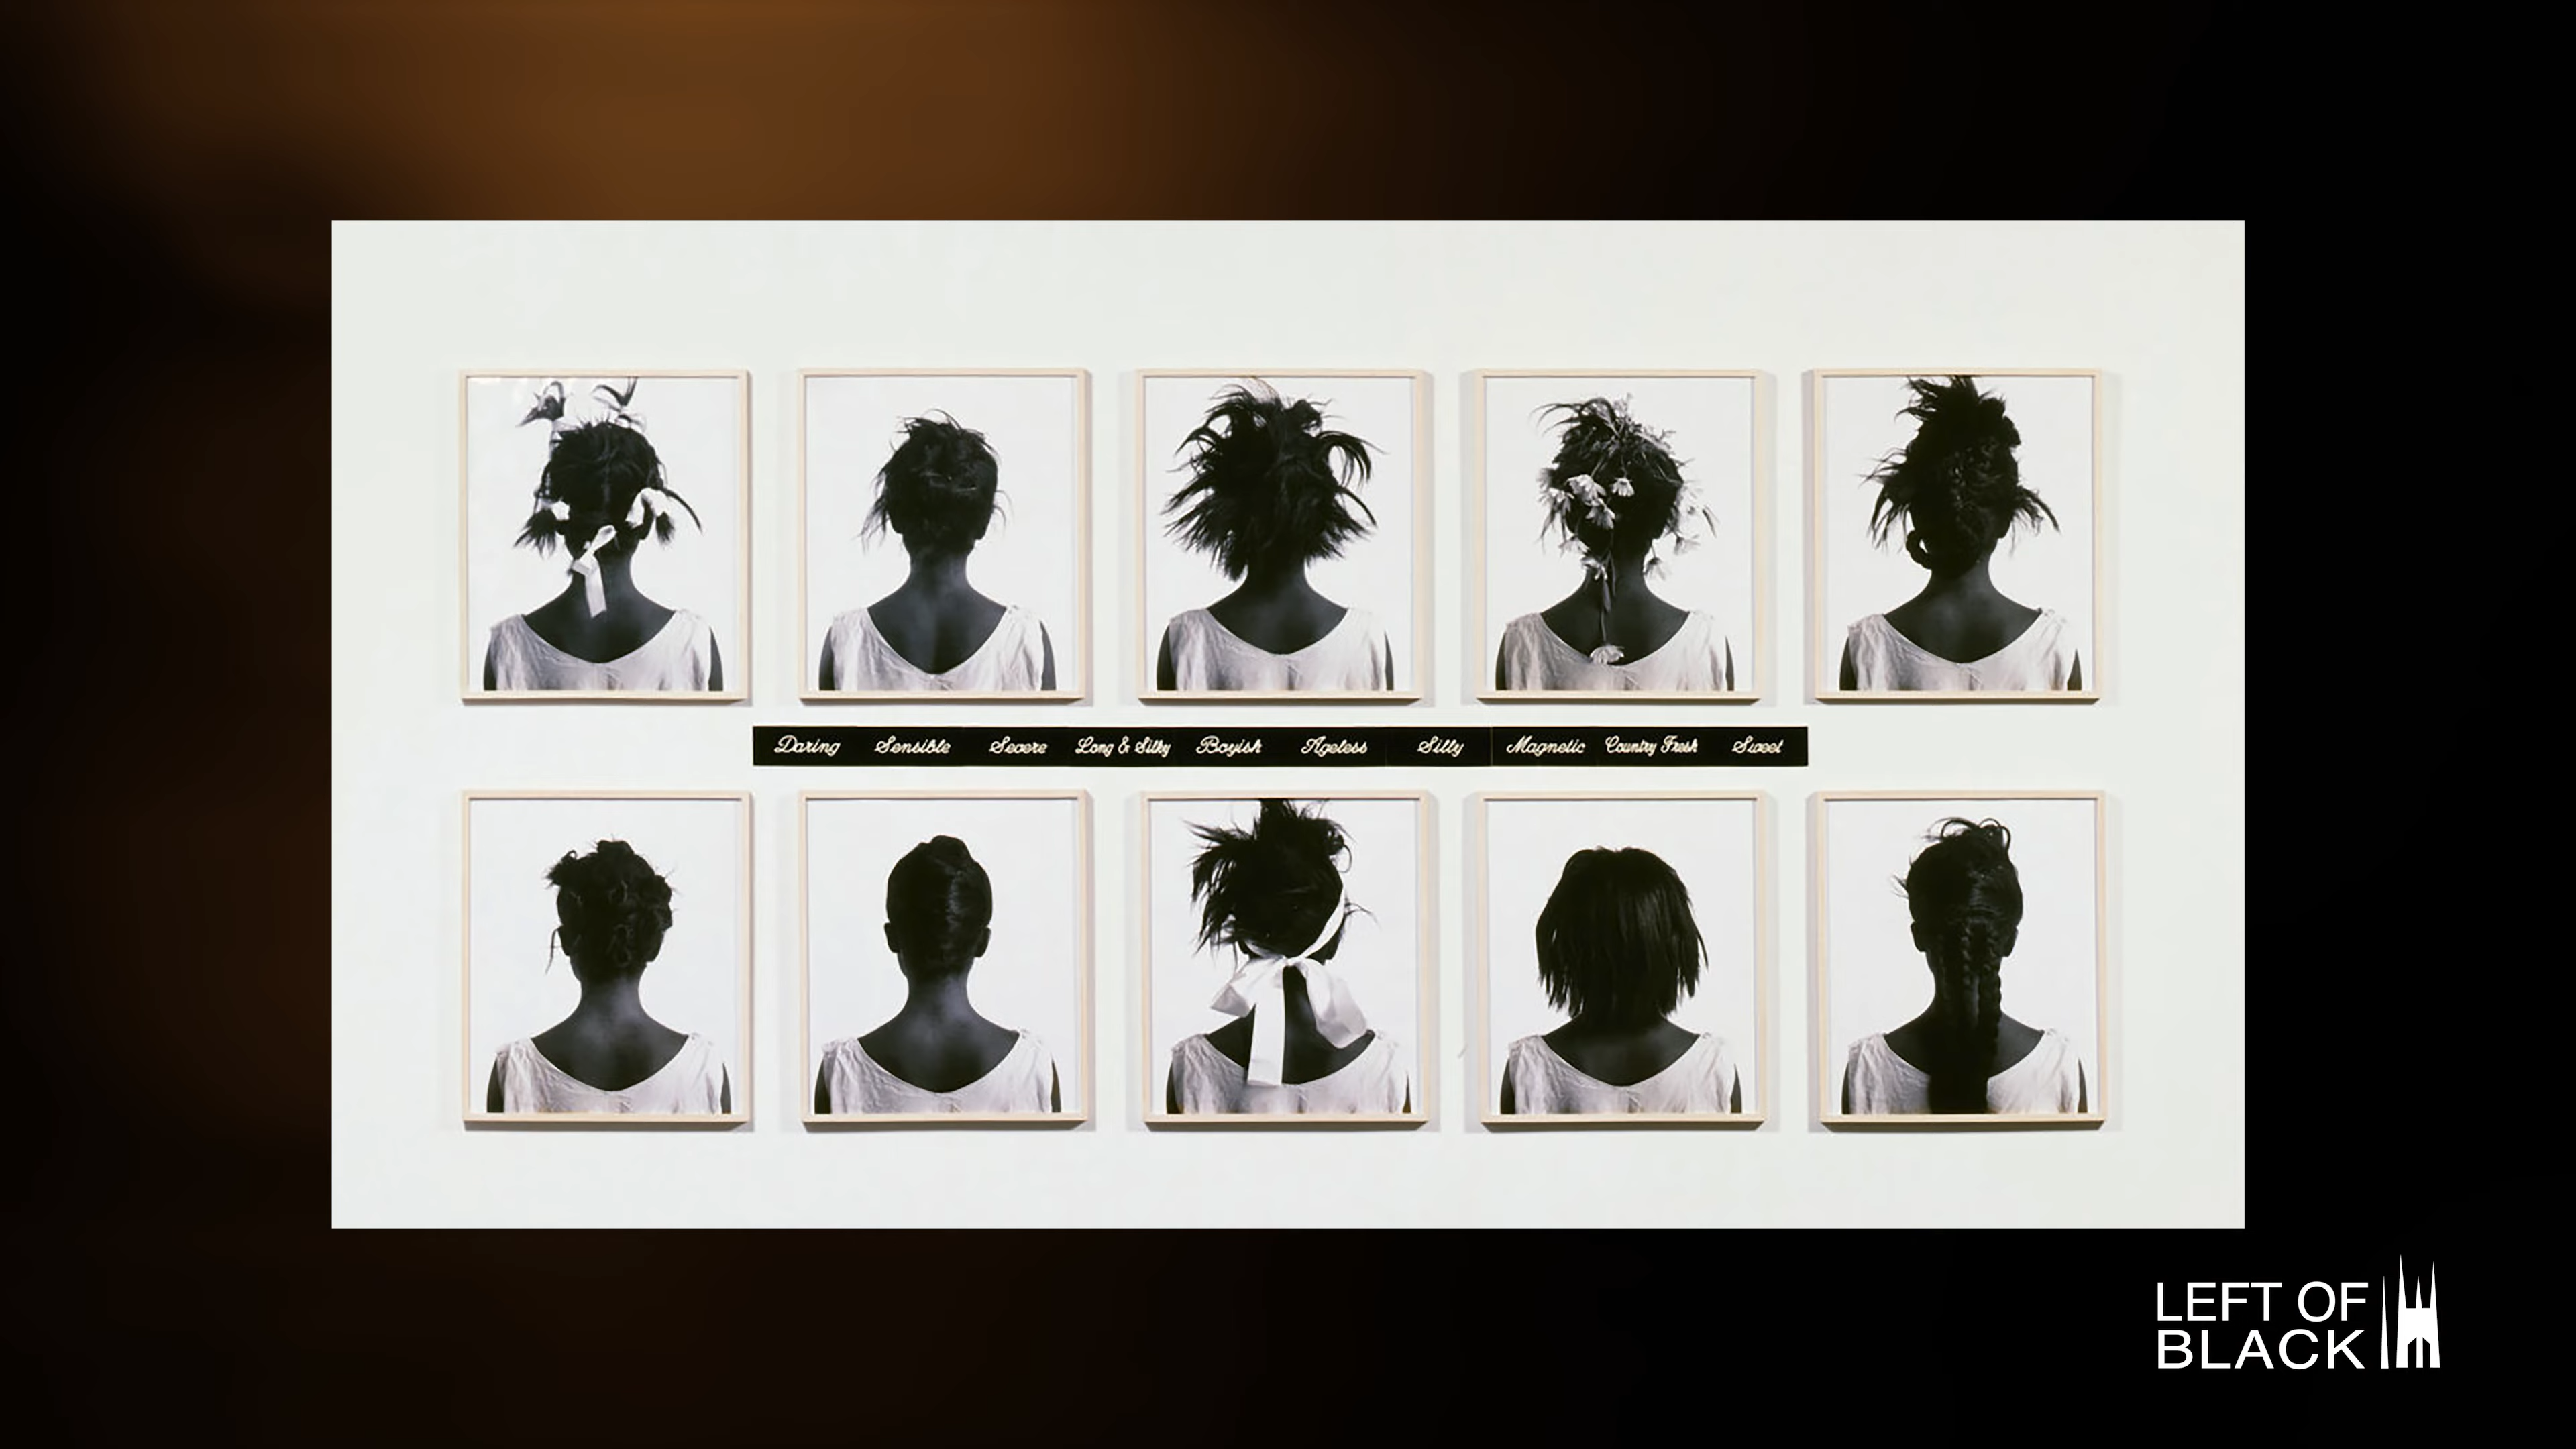 Daring Sensible Severe Long & Silky Boyish Ageless Silly Magnetic Country Fresh Sweet
LEFT OF
BLACK